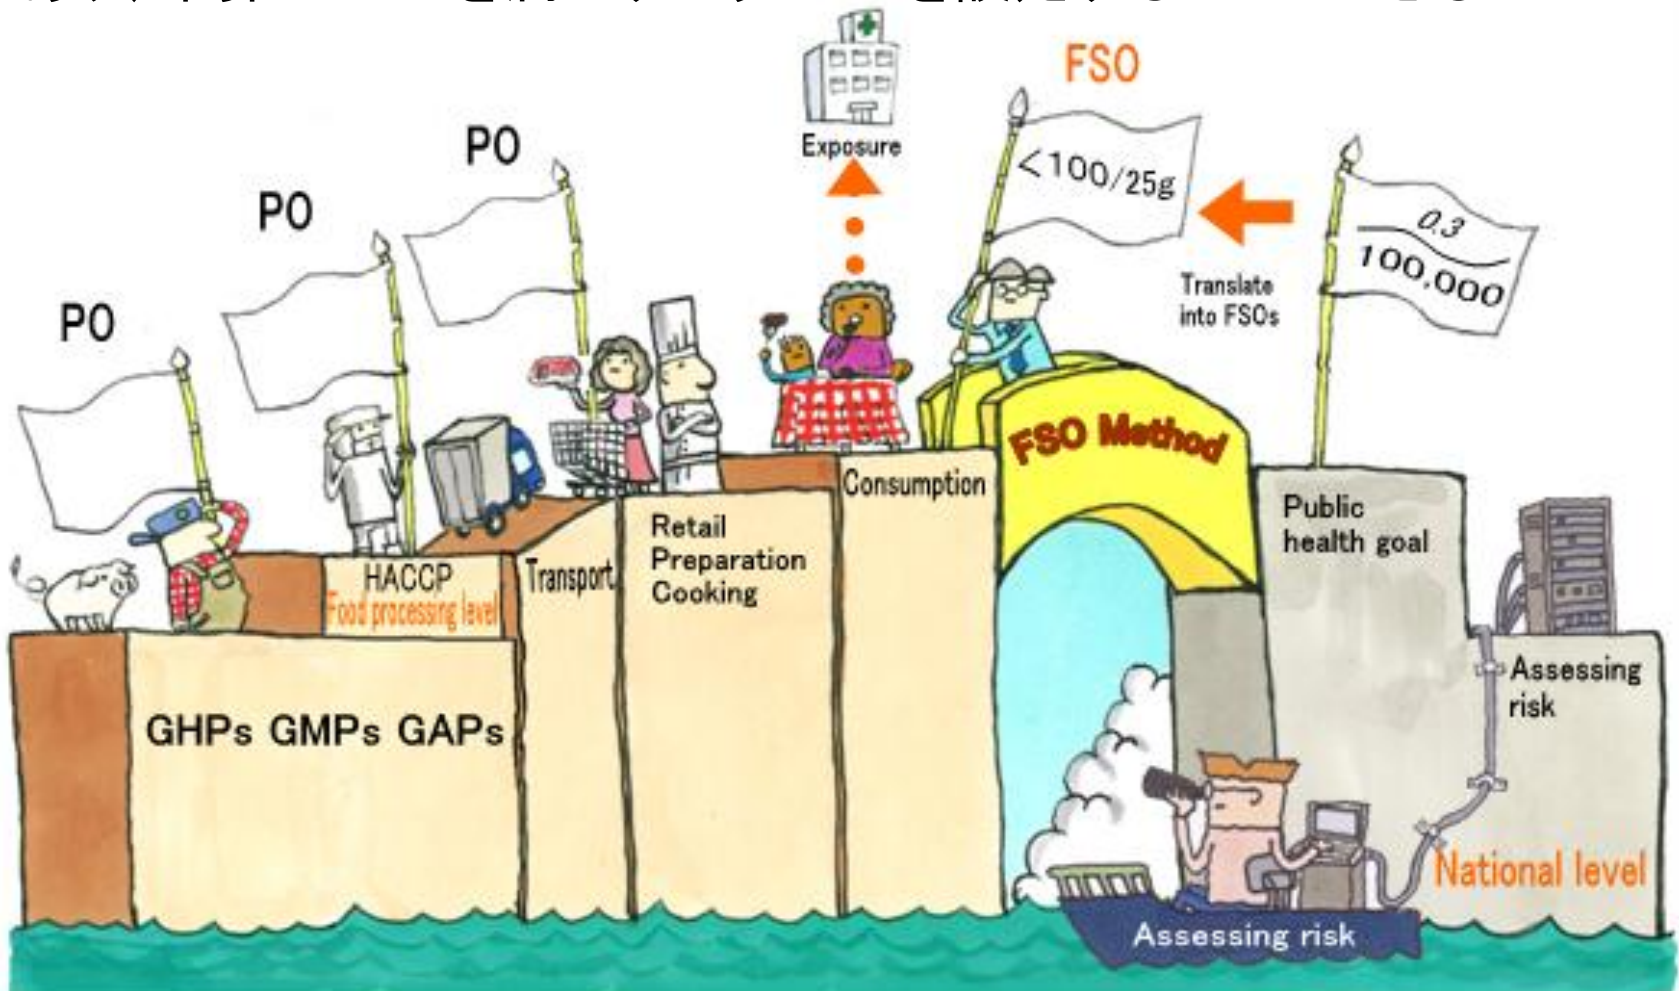 Exposure
FSO
<100/25g
0.3
100,000
Translate
into FSOs
PO
PO
PO
FSO Method
Consumption
Public
health goal
Retail
Preparation
Cooking
Transport
HACCP
Food processing level
GHPs GMPs GAPs
Assessing
risk
National level
Assessing risk